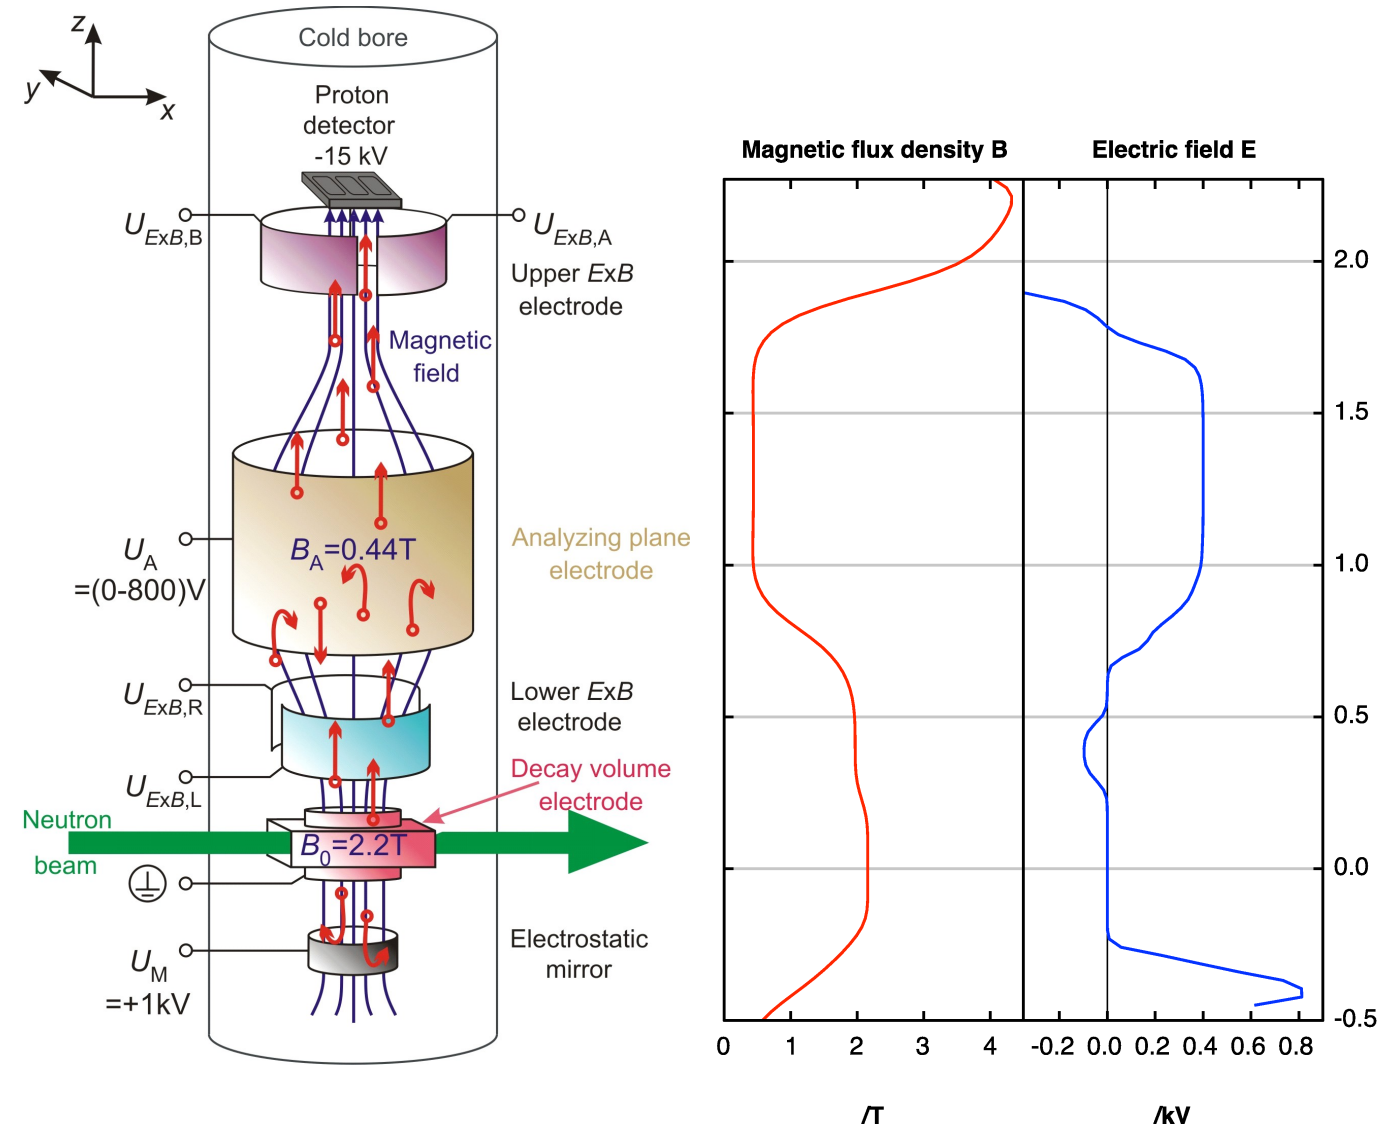 Cold bore
z
y
x
Proton
detector
-15 kV
U_ExB,B
U_ExB,A
Upper ExB
electrode
Magnetic
field
B_A=0.44T
Analyzing plane
electrode
U_A
=(0-800)V
U_ExB,R
Lower ExB
electrode
U_ExB,L
Decay volume
electrode
Neutron
beam
B_0=2.2T
Electrostatic
mirror
U_M
=+1kV
Magnetic flux density B
Electric field E
2.0
1.5
1.0
0.5
0.0
-0.5
0 1 2 3 4
-0.2 0.0 0.2 0.4 0.6 0.8
/T
/kV